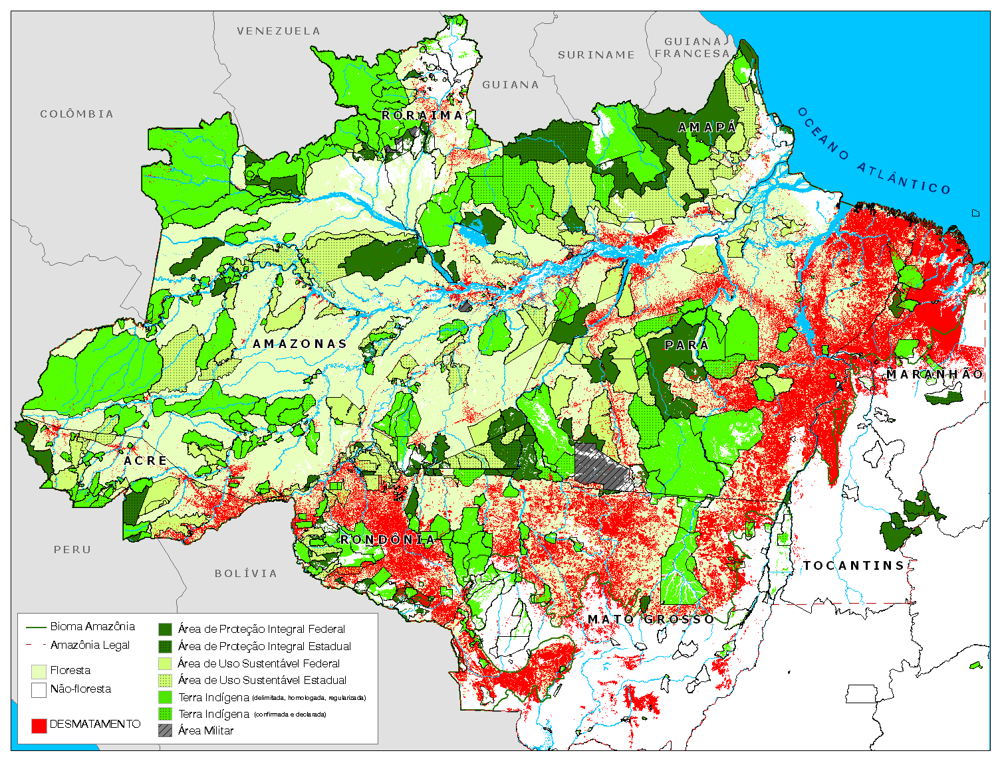 VENEZUELA
GUIANA
FRANCESA
SURINAME
GUIANA
COLÔMBIA
RORAIMA
AMAPÁ
OCEANO ATLÂNTICO
AMAZONAS
PARÁ
MARANHÃO
ACRE
RONDÔNIA
PERU
BOLÍVIA
TOCANTINS
MATO GROSSO
Bioma Amazônia
Amazônia Legal
Floresta
Não-floresta
DESMATAMENTO
Área de Proteção Integral Federal
Área de Proteção Integral Estadual
Área de Uso Sustentável Federal
Área de Uso Sustentável Estadual
Terra Indígena (delimitada, homologada, regularizada)
Terra Indígena (confirmada e declarada)
Área Militar